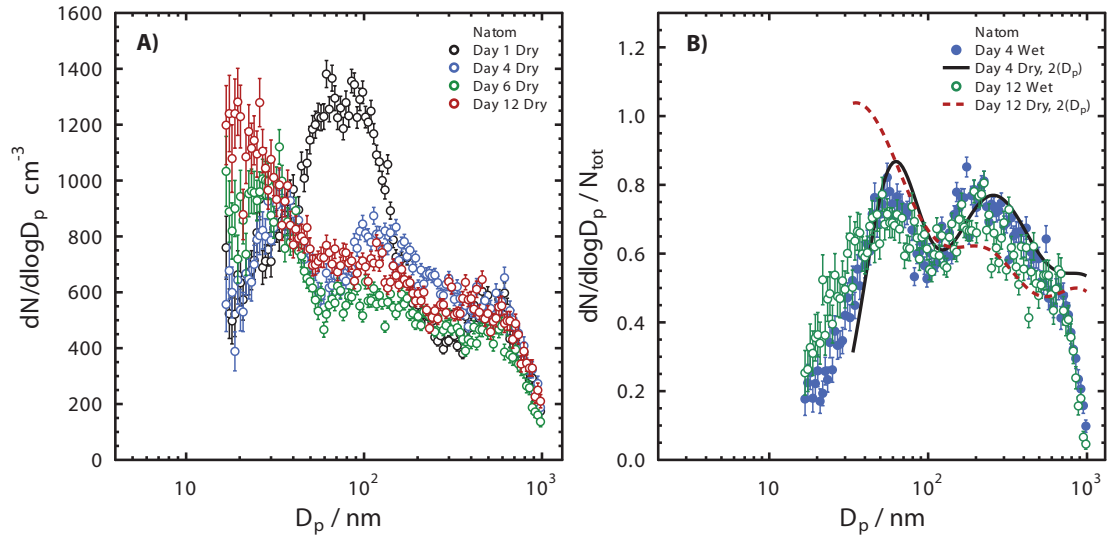 A)
Natom
Day 1 Dry
Day 4 Dry
Day 6 Dry
Day 12 Dry
1400
1200
1000
800
600
400
200
0
dN/dlogDₚ cm⁻³
10
10²
10³
Dₚ / nm
B)
Natom
Day 4 Wet
Day 4 Dry, 2(Dₚ)
Day 12 Wet
Day 12 Dry, 2(Dₚ)
1.2
1.0
0.8
0.6
0.4
0.2
0.0
dN/dlogDₚ / Nₜₒₜ
10
10²
10³
Dₚ / nm